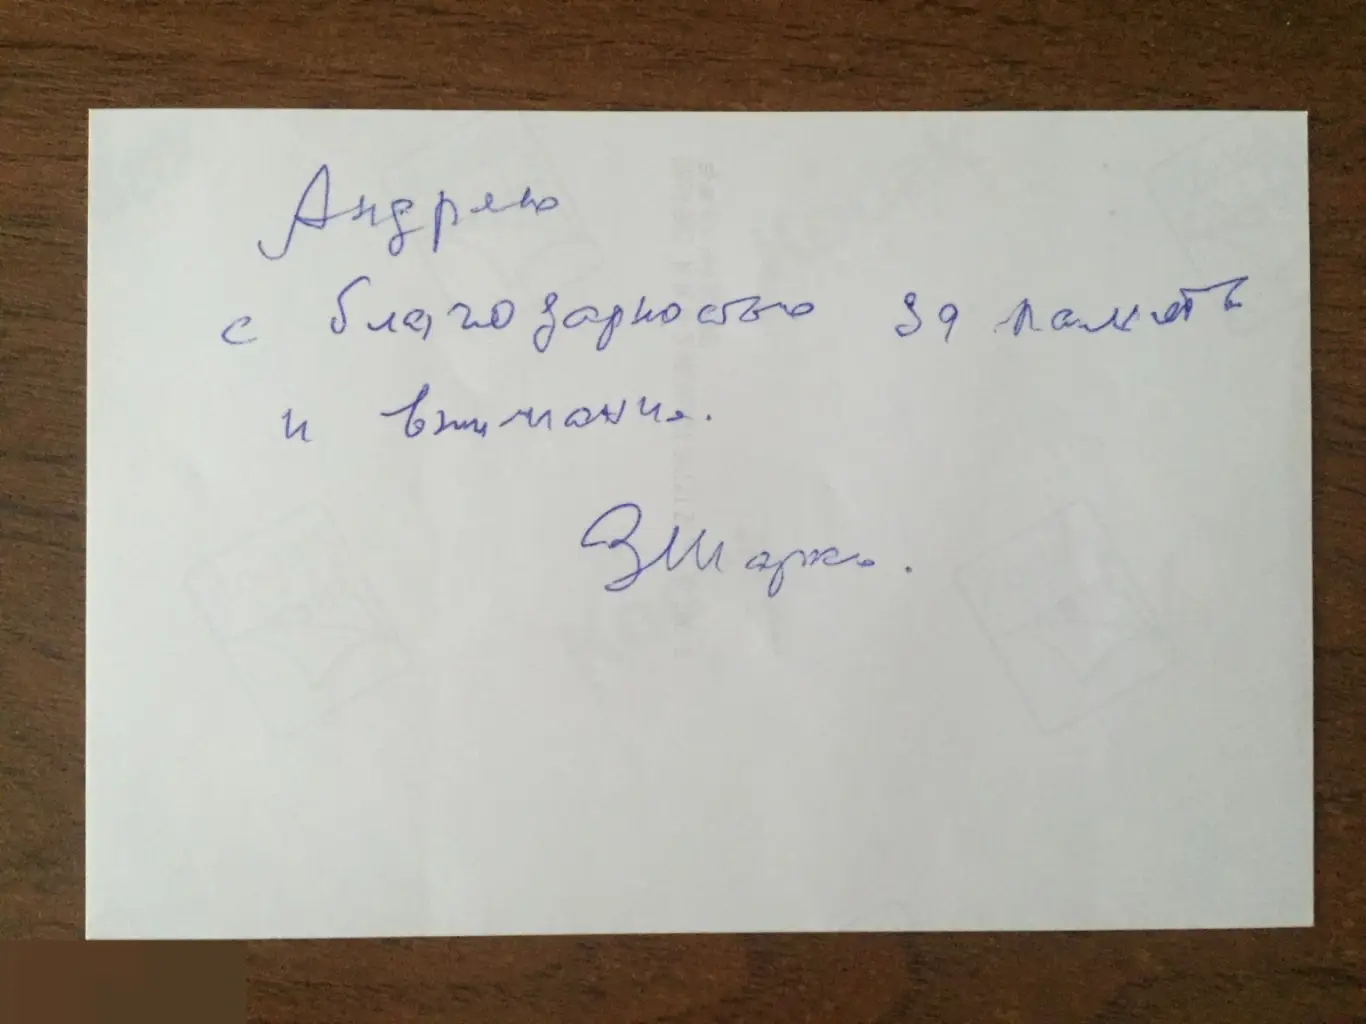 Андрею
с благодарностью за память
и внимание.
ЗШарко.